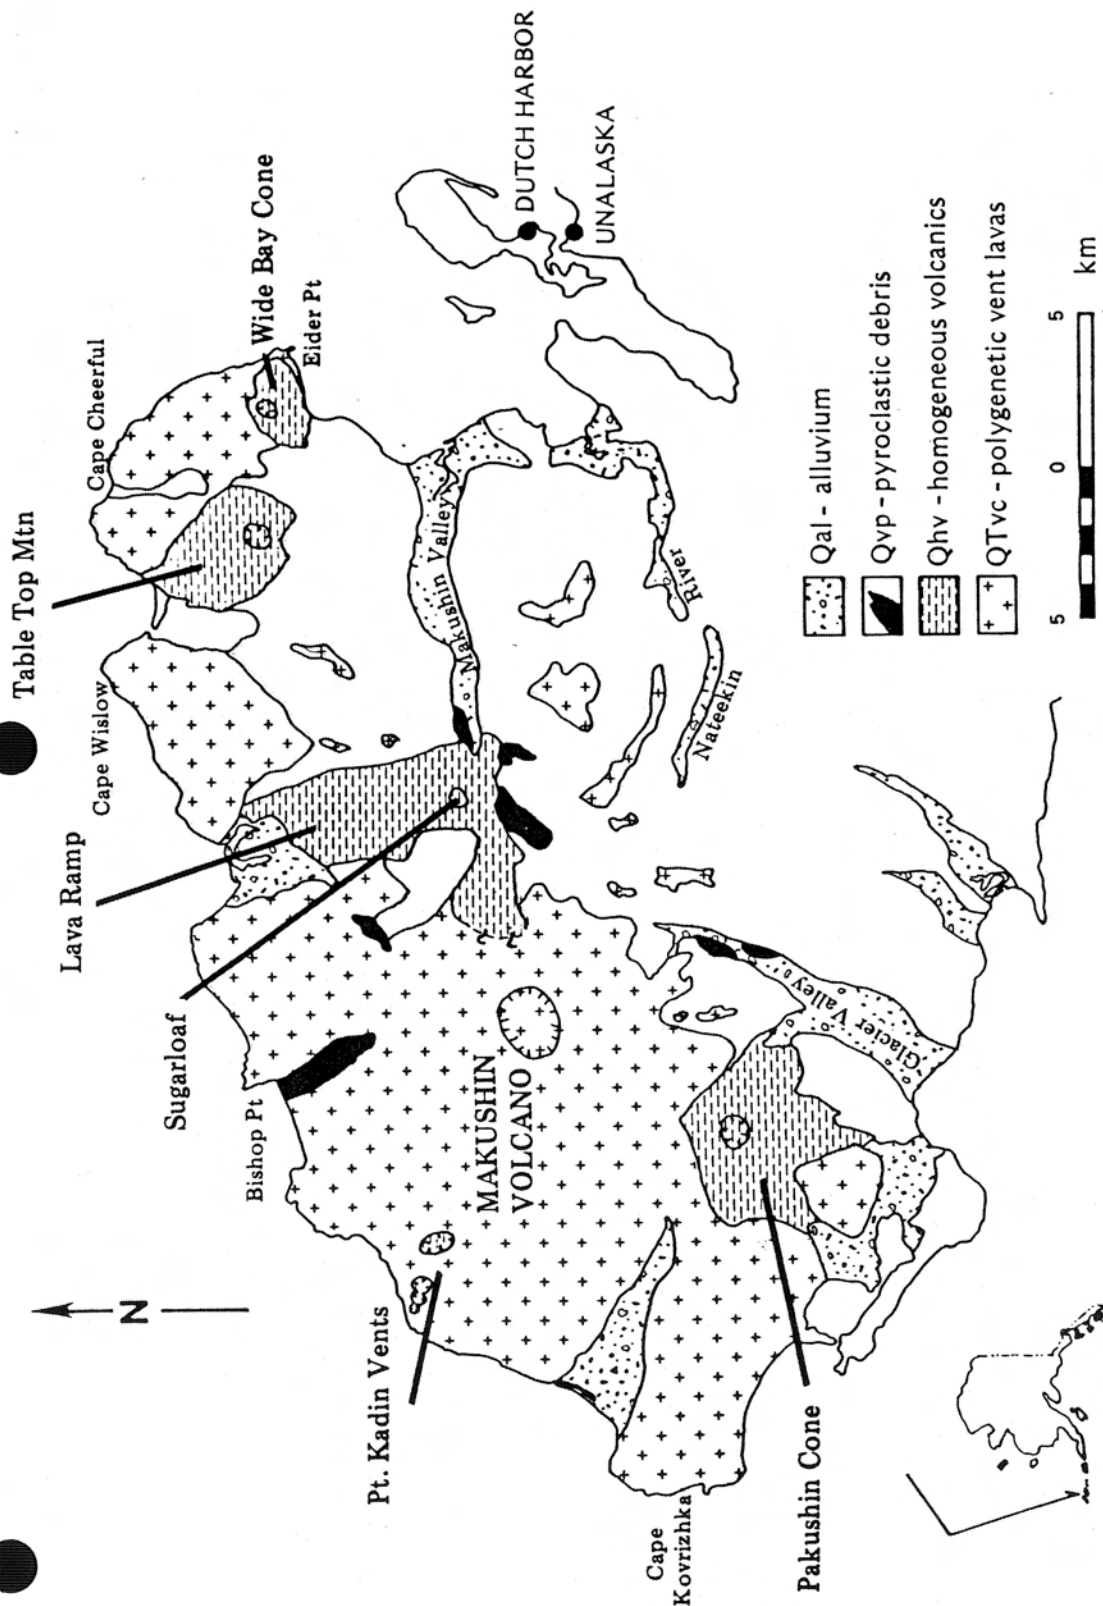 Table Top Mtn
Cape Cheerful
Wide Bay Cone
Eider Pt
Cape Wislow
Lava Ramp
Sugarloaf
Bishop Pt
N
Pt. Kadin Vents
MAKUSHIN
VOLCANO
Makushin Valley
DUTCH HARBOR
UNALASKA
Nateekin
River
Glacier Valley
Cape
Kovrizhka
Pakushin Cone
Qal - alluvium
Qvp - pyroclastic debris
Qhv - homogeneous volcanics
QTvc - polygenetic vent lavas
5 0 5
km